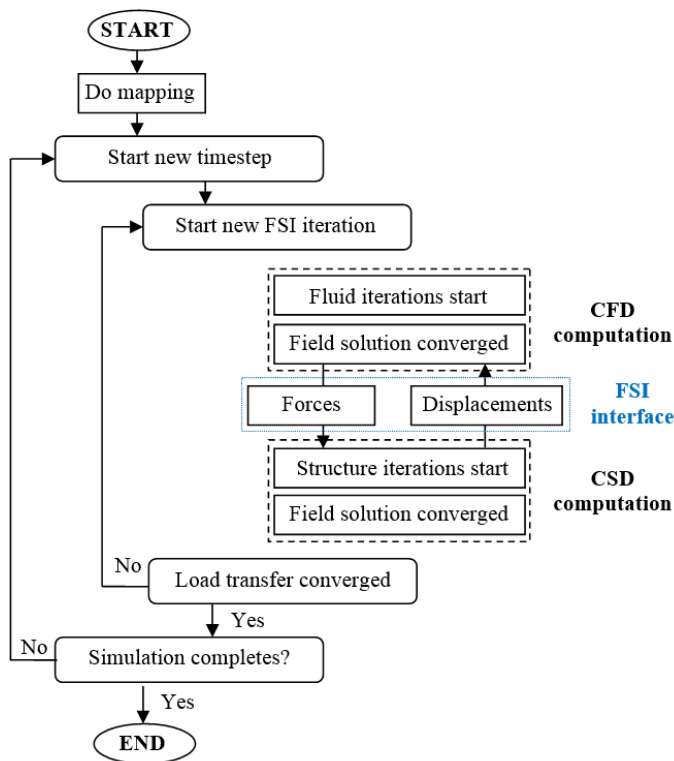 START
Do mapping
Start new timestep
Start new FSI iteration
Fluid iterations start
Field solution converged
CFD
computation
Forces
Displacements
FSI
interface
Structure iterations start
Field solution converged
CSD
computation
No
Load transfer converged
Yes
No
Simulation completes?
Yes
END